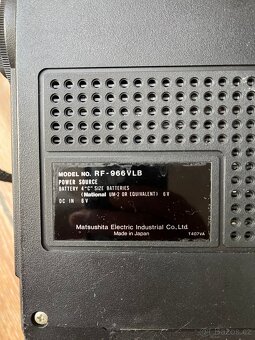 MODEL NO. RF-966VLB
POWER SOURCE
BATTERY 4 "C" SIZE BATTERIES
(National UM-2 OR EQUIVALENT) 6V
DC IN 6V
Matsushita Electric Industrial Co., Ltd.
Made in Japan
T407VA